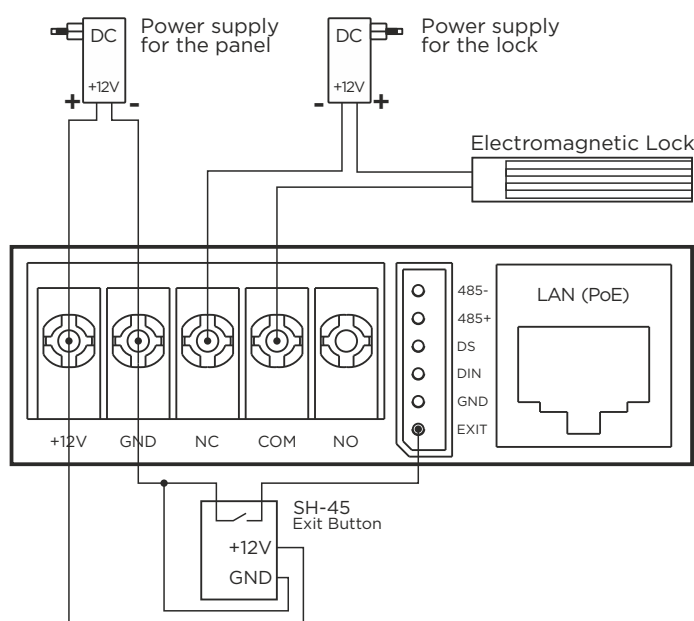 Power supply
for the panel
DC
+12V
+ -
Power supply
for the lock
DC
+12V
- +
Electromagnetic Lock
485-
485+
DS
DIN
GND
EXIT
LAN (PoE)
+12V GND NC COM NO
SH-45
Exit Button
+12V
GND